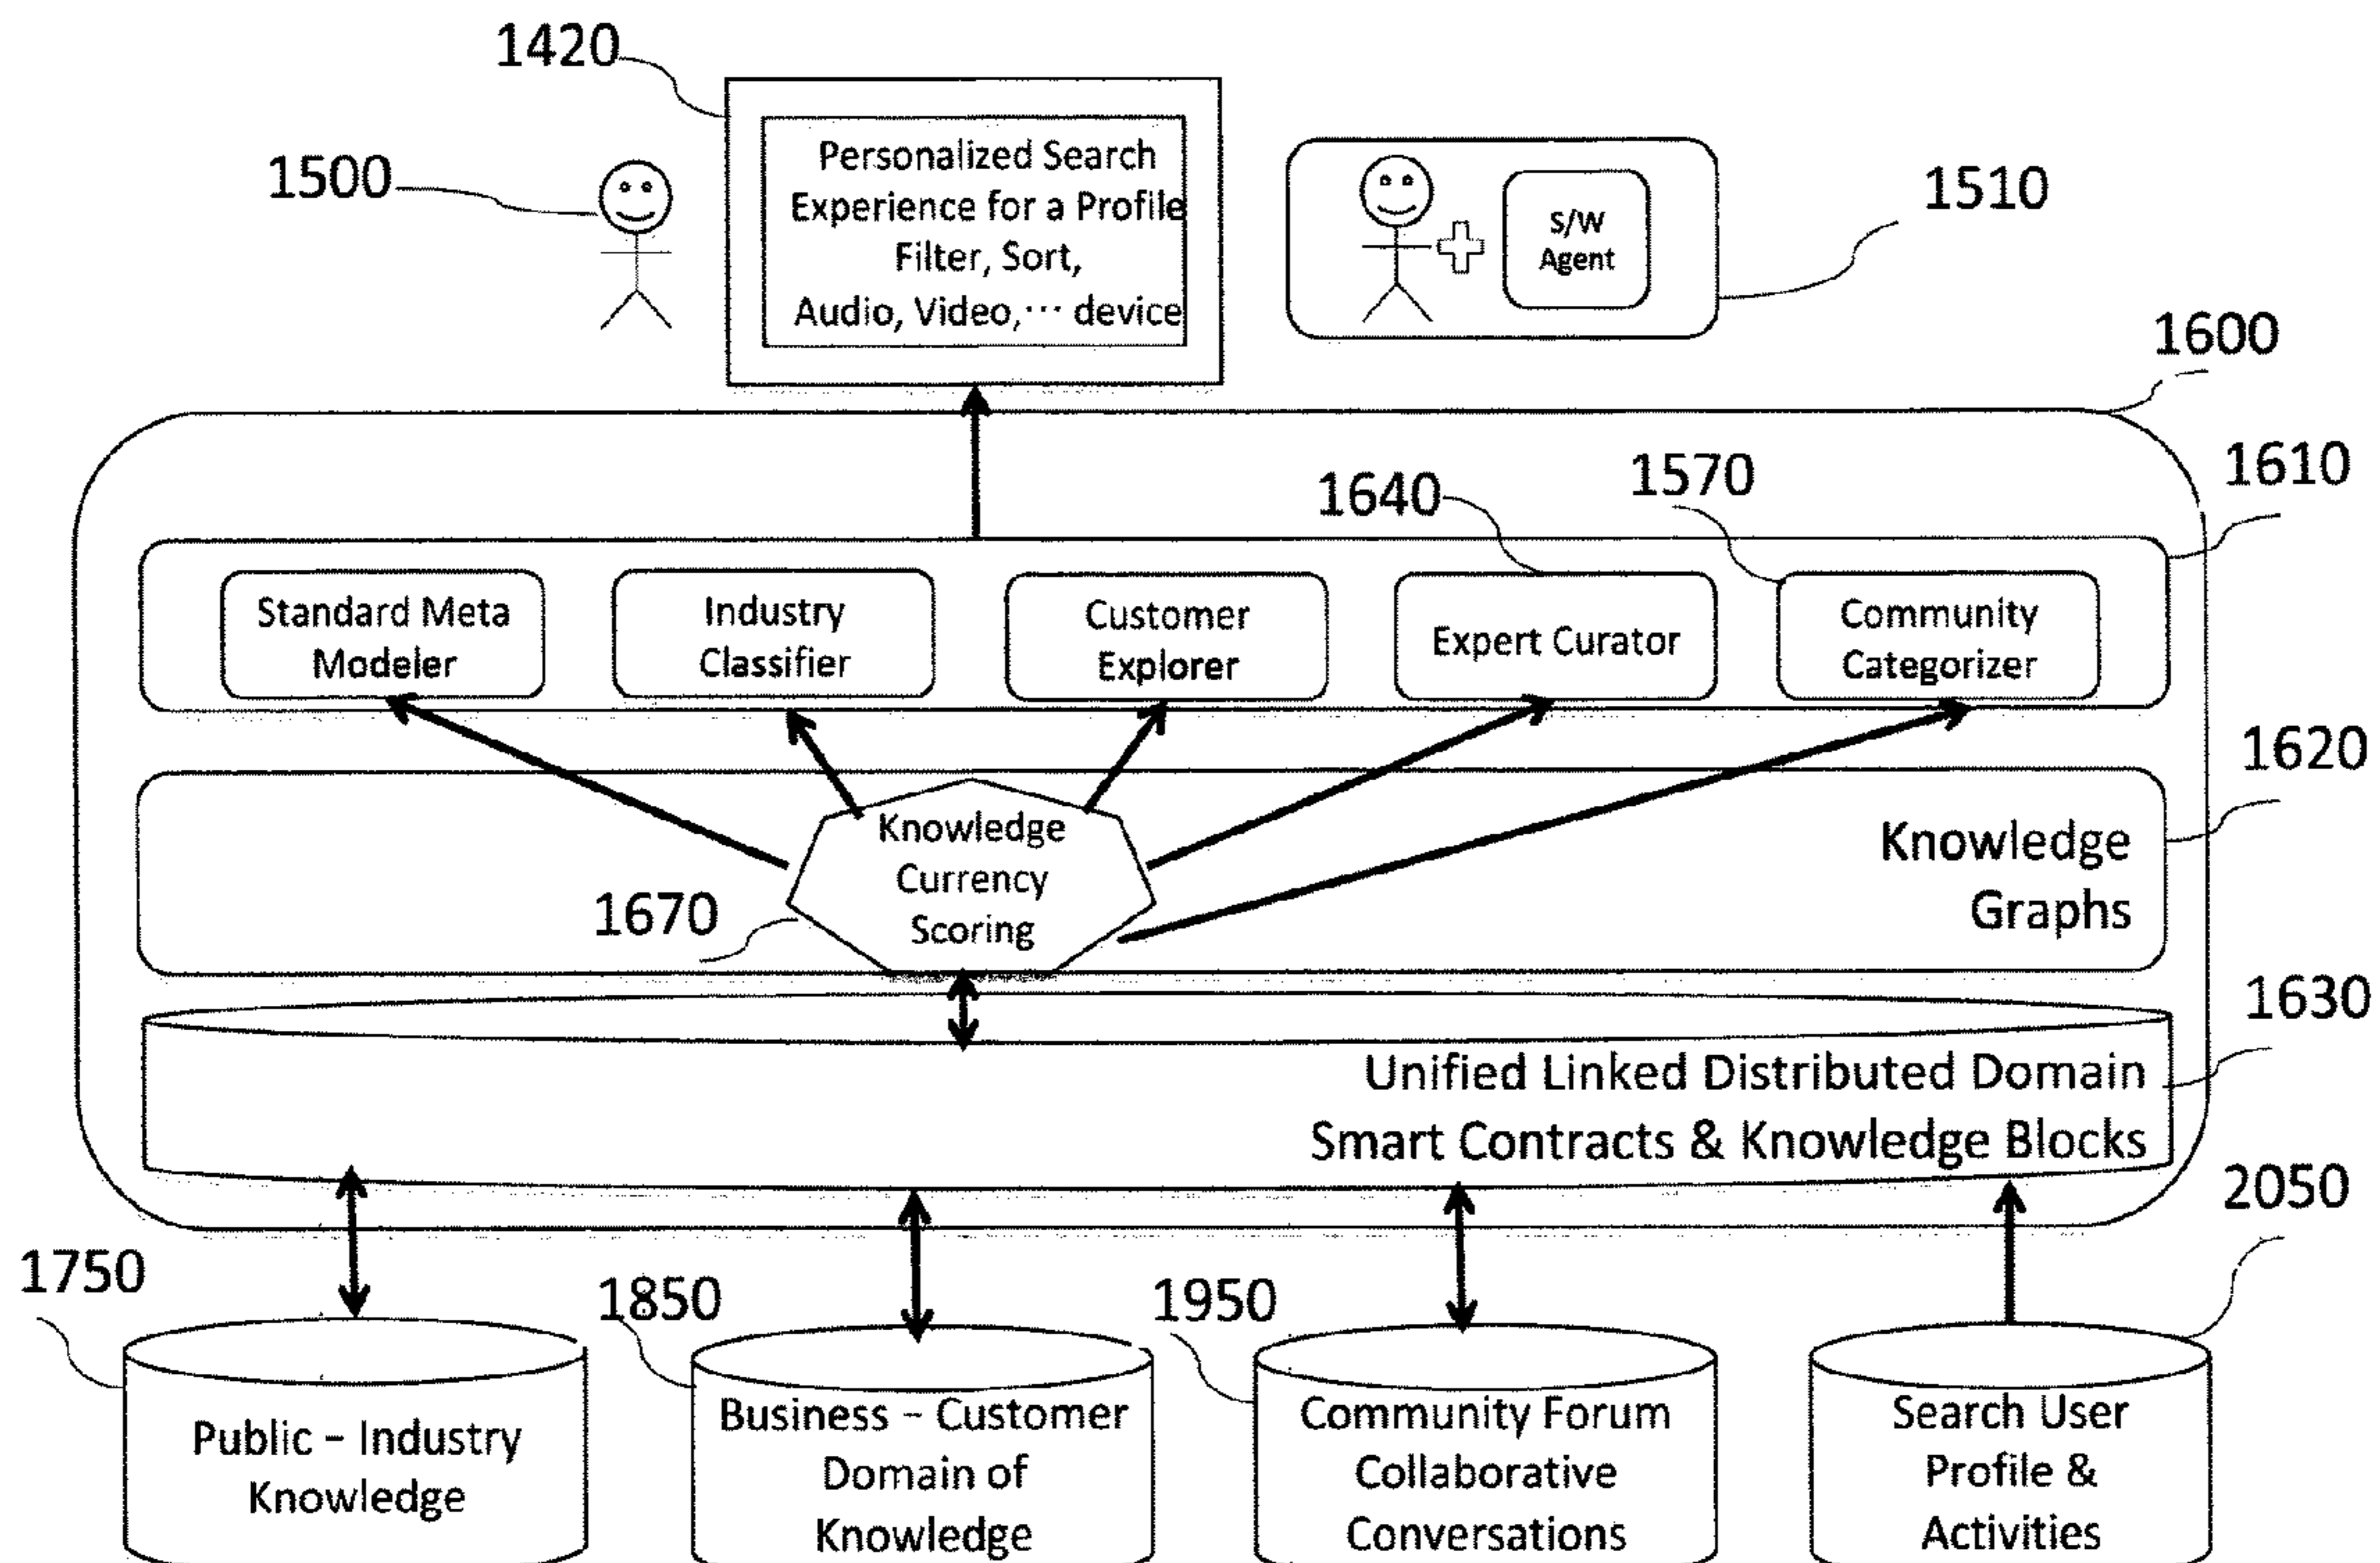 1420
1500
Personalized Search
Experience for a Profile
Filter, Sort,
Audio, Video,··· device
S/W
Agent
1510
1600
1610
1640
1570
Standard Meta
Modeler
Industry
Classifier
Customer
Explorer
Expert Curator
Community
Categorizer
1620
Knowledge
Currency
Scoring
Knowledge
Graphs
1670
1630
Unified Linked Distributed Domain
Smart Contracts & Knowledge Blocks
2050
1750
1850
1950
Public – Industry
Knowledge
Business – Customer
Domain of
Knowledge
Community Forum
Collaborative
Conversations
Search User
Profile &
Activities